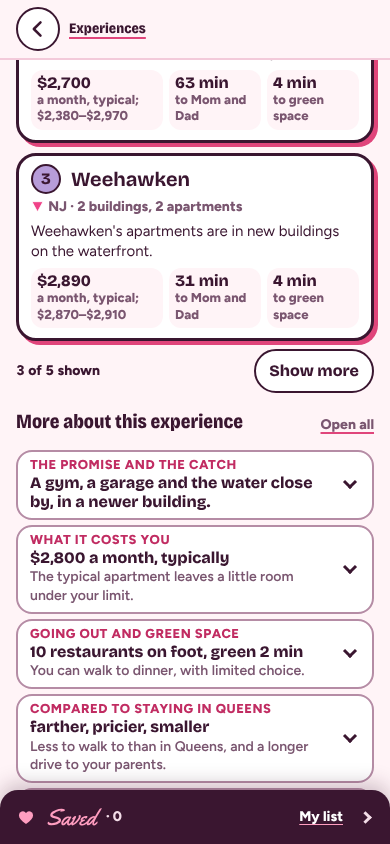 Experiences
$2,700
a month, typical;
$2,380–$2,970
63 min
to Mom and
Dad
4 min
to green
space
3
Weehawken
▼ NJ · 2 buildings, 2 apartments
Weehawken's apartments are in new buildings
on the waterfront.
$2,890
a month, typical;
$2,870–$2,910
31 min
to Mom and
Dad
4 min
to green
space
3 of 5 shown
Show more
More about this experience
Open all
THE PROMISE AND THE CATCH
A gym, a garage and the water close
by, in a newer building.
WHAT IT COSTS YOU
$2,800 a month, typically
The typical apartment leaves a little room
under your limit.
GOING OUT AND GREEN SPACE
10 restaurants on foot, green 2 min
You can walk to dinner, with limited choice.
COMPARED TO STAYING IN QUEENS
farther, pricier, smaller
Less to walk to than in Queens, and a longer
drive to your parents.
Saved · 0
My list